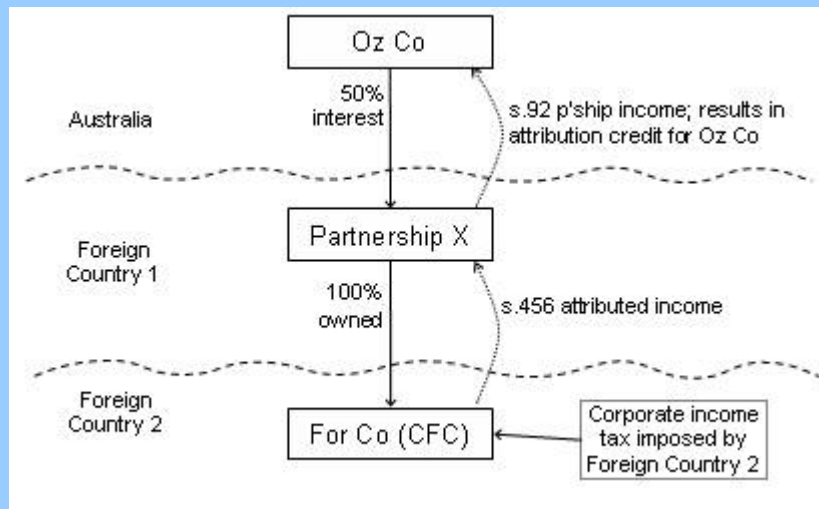 Oz Co
50%
interest
s.92 p'ship income; results in
attribution credit for Oz Co
Australia
Partnership X
Foreign
Country 1
100%
owned
s.456 attributed income
Foreign
Country 2
For Co (CFC)
Corporate income
tax imposed by
Foreign Country 2